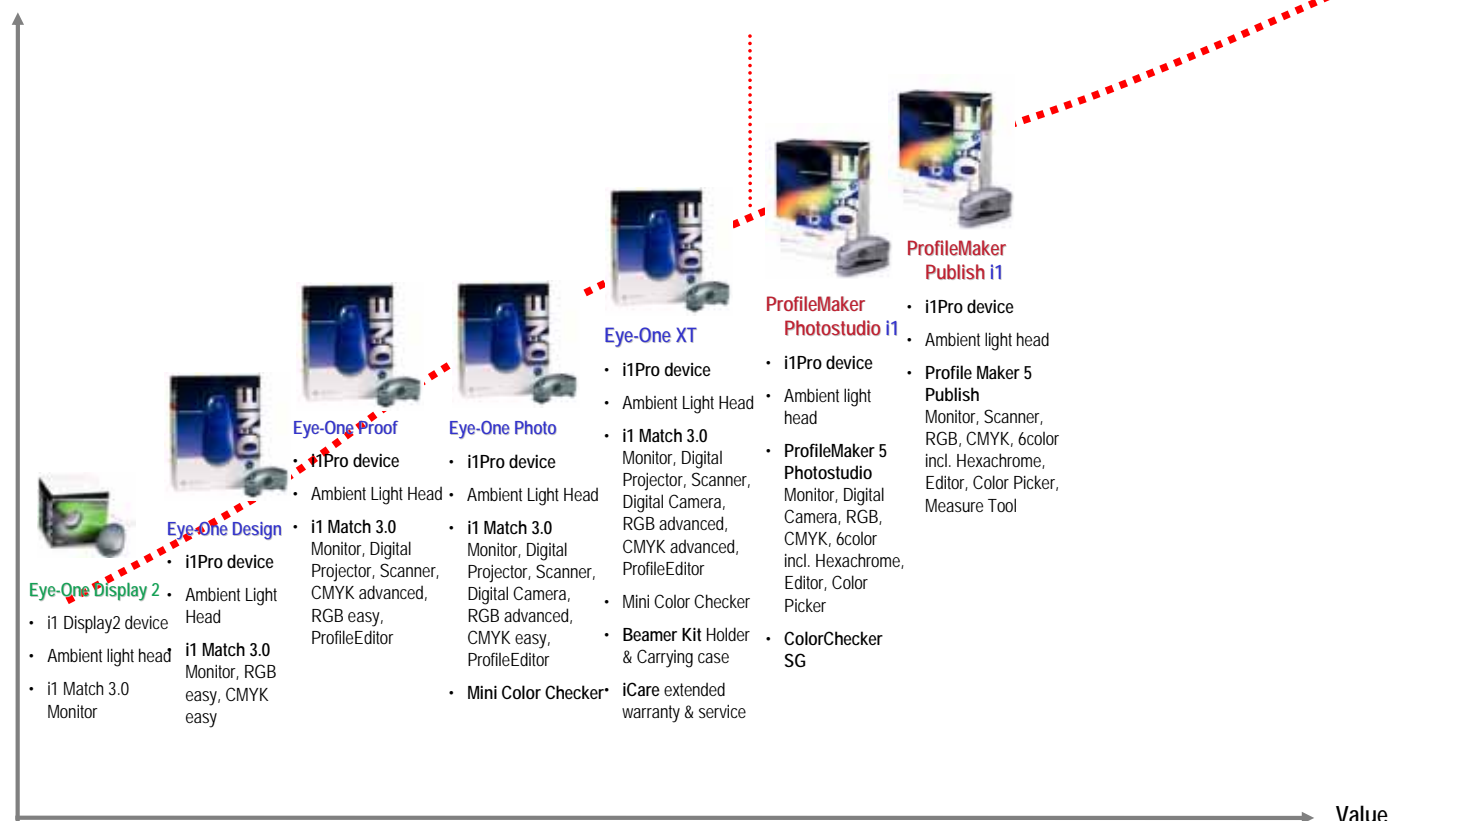 Eye-One Display 2
• i1 Display2 device
• Ambient light head
• i1 Match 3.0
Monitor
Eye-One Design
• i1Pro device
• Ambient Light
Head
• i1 Match 3.0
Monitor, RGB
easy, CMYK
easy
Eye-One Proof
• i1Pro device
• Ambient Light Head
• i1 Match 3.0
Monitor, Digital
Projector, Scanner,
CMYK advanced,
RGB easy,
ProfileEditor
Eye-One Photo
• i1Pro device
• Ambient Light Head
• i1 Match 3.0
Monitor, Digital
Projector, Scanner,
Digital Camera,
RGB advanced,
CMYK easy,
ProfileEditor
• Mini Color Checker
Eye-One XT
• i1Pro device
• Ambient Light Head
• i1 Match 3.0
Monitor, Digital
Projector, Scanner,
Digital Camera,
RGB advanced,
CMYK advanced,
ProfileEditor
• Mini Color Checker
• Beamer Kit Holder
& Carrying case
• iCare extended
warranty & service
ProfileMaker
Photostudio i1
• i1Pro device
• Ambient light
head
• ProfileMaker 5
Photostudio
Monitor, Digital
Camera, RGB,
CMYK, 6color
incl. Hexachrome,
Editor, Color
Picker
• ColorChecker
SG
ProfileMaker
Publish i1
• i1Pro device
• Ambient light head
• Profile Maker 5
Publish
Monitor, Scanner,
RGB, CMYK, 6color
incl. Hexachrome,
Editor, Color Picker,
Measure Tool
Value